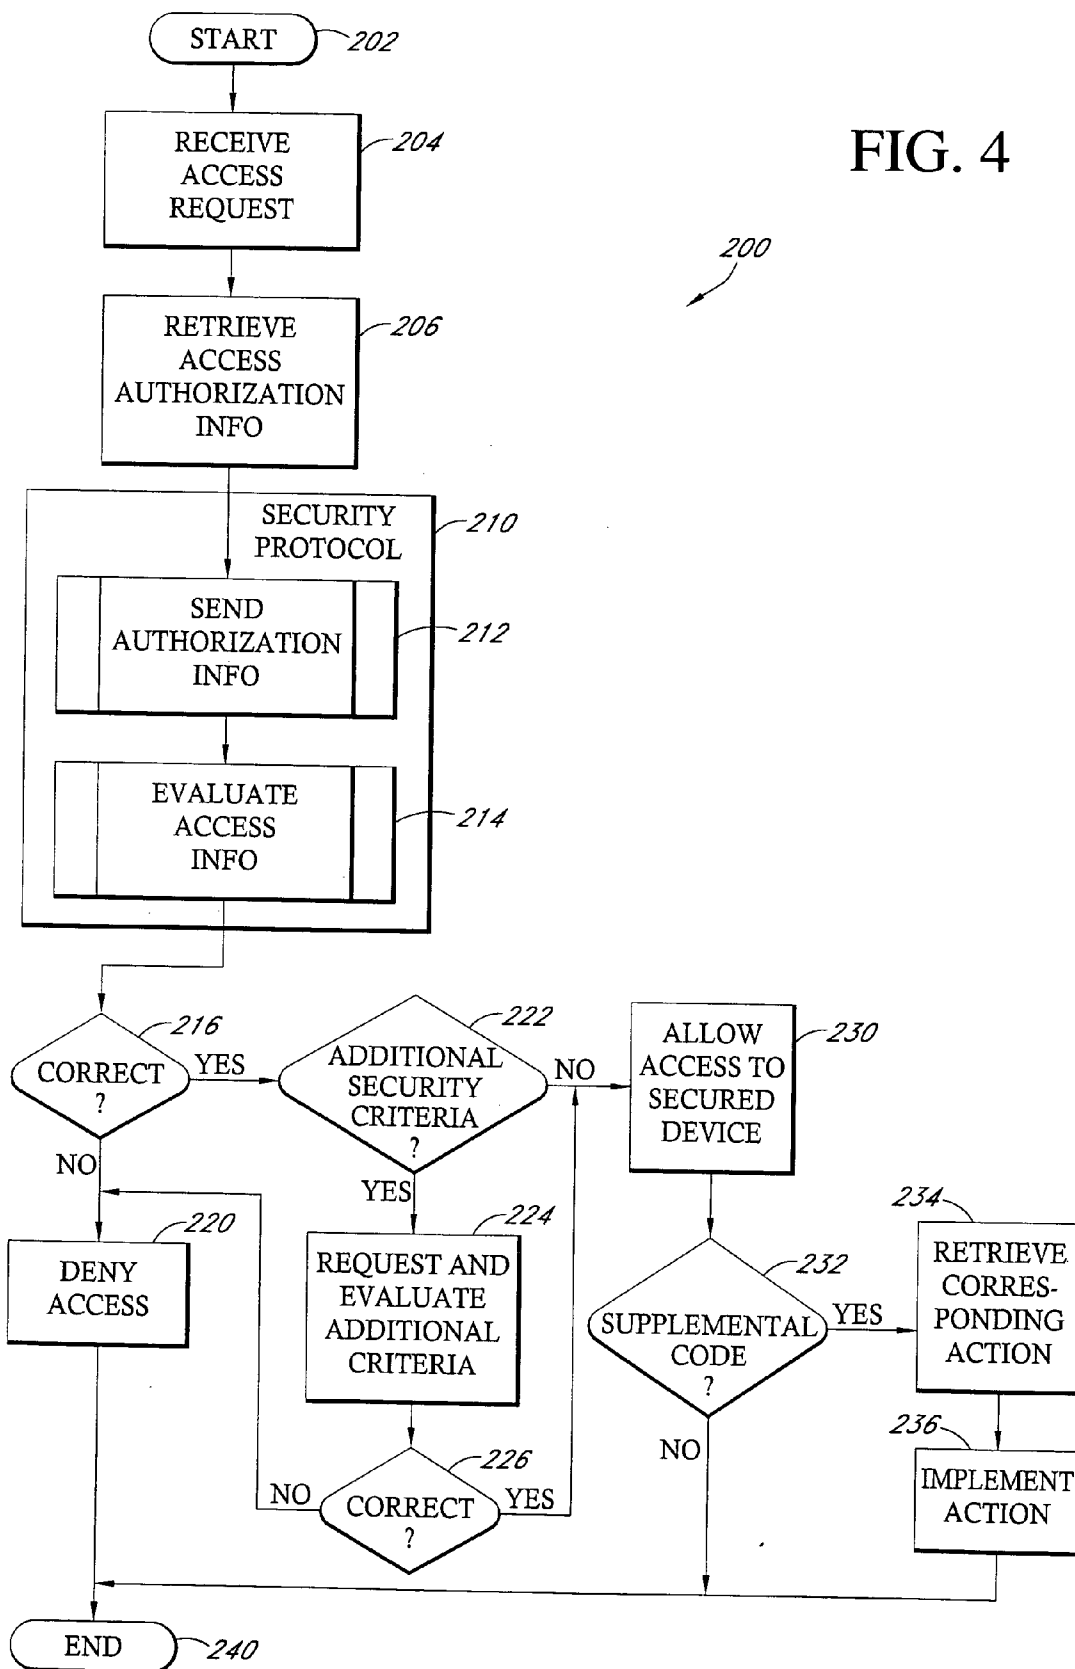 START
202
RECEIVE
ACCESS
REQUEST
204
FIG. 4
200
RETRIEVE
ACCESS
AUTHORIZATION
INFO
206
SECURITY
PROTOCOL
210
SEND
AUTHORIZATION
INFO
212
EVALUATE
ACCESS
INFO
214
CORRECT
?
216
YES
NO
ADDITIONAL
SECURITY
CRITERIA
?
222
NO
YES
ALLOW
ACCESS TO
SECURED
DEVICE
230
DENY
ACCESS
220
REQUEST AND
EVALUATE
ADDITIONAL
CRITERIA
224
SUPPLEMENTAL
CODE
?
232
YES
NO
RETRIEVE
CORRES-
PONDING
ACTION
234
CORRECT
?
226
NO
YES
IMPLEMENT
ACTION
236
END
240